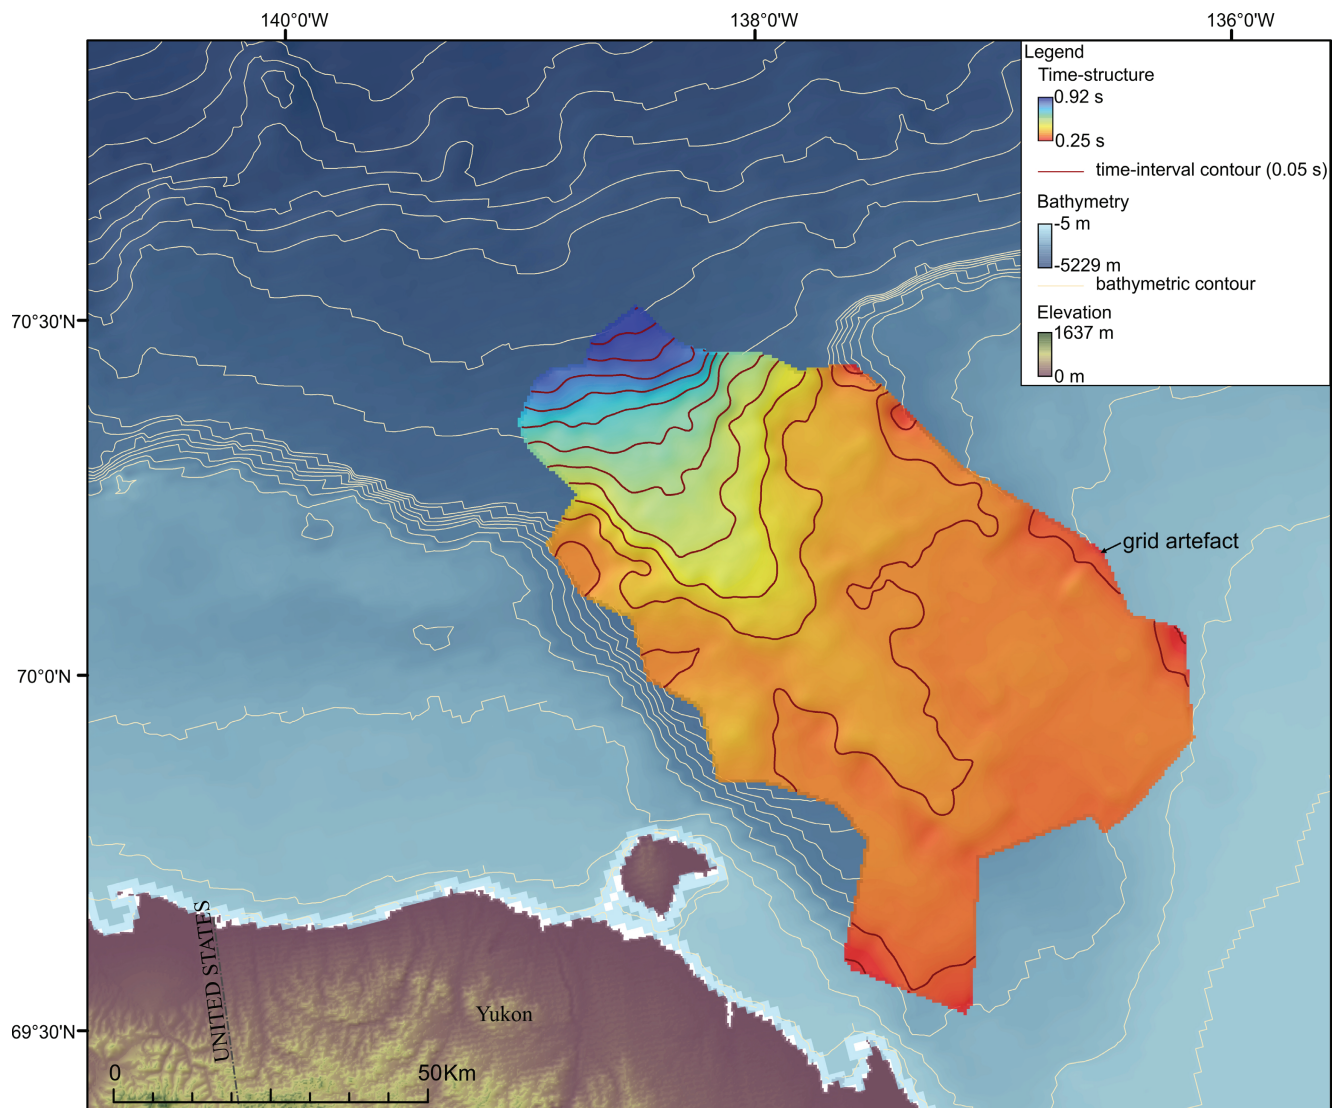 140°0'W
138°0'W
136°0'W
Legend
Time-structure
0.92 s
0.25 s
time-interval contour (0.05 s)
Bathymetry
-5 m
-5229 m
bathymetric contour
Elevation
1637 m
0 m
70°30'N
grid artefact
70°0'N
UNITED STATES
Yukon
69°30'N
0
50Km